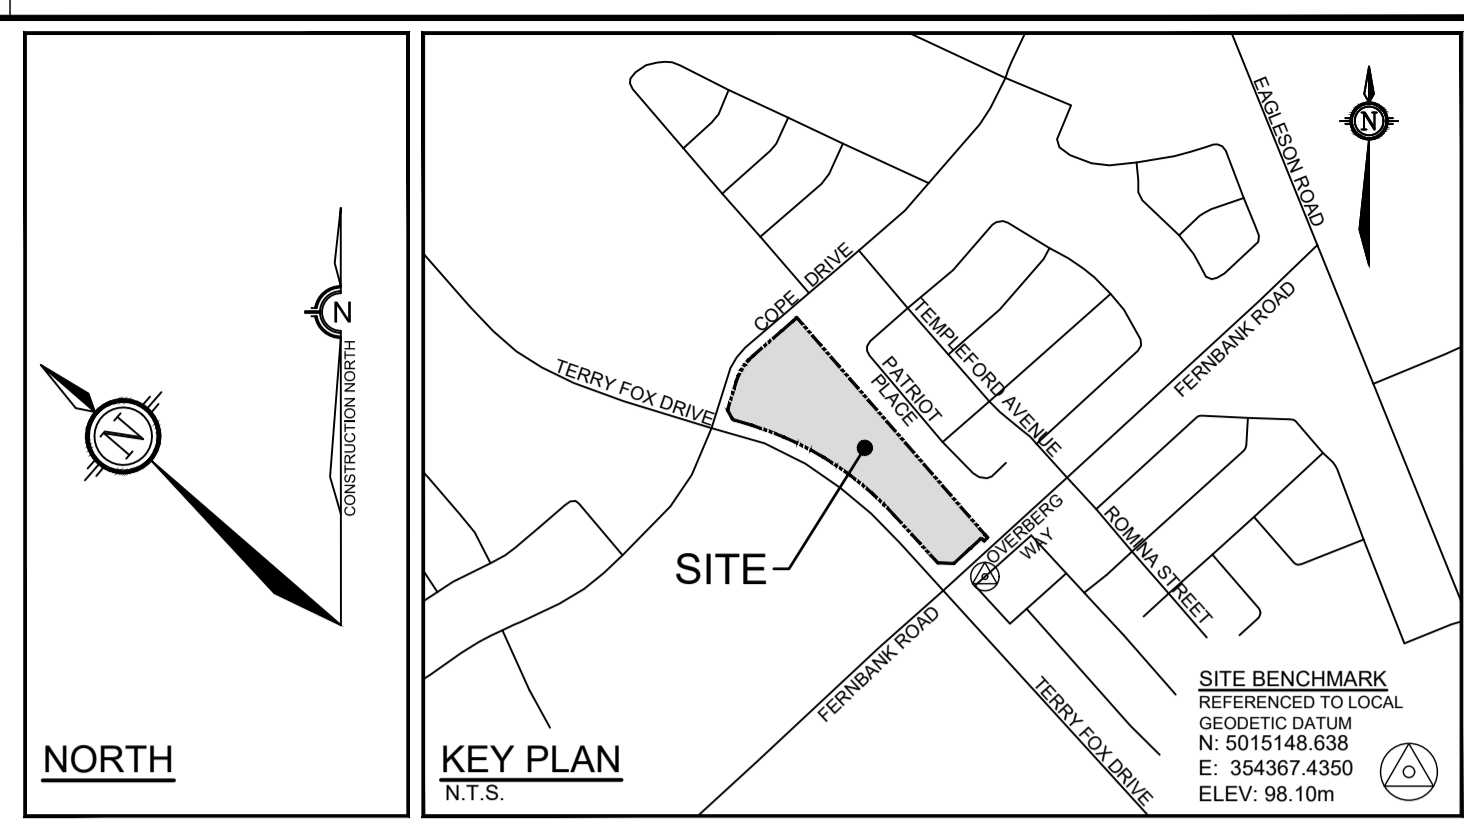 N
CONSTRUCTION NORTH
N
NORTH
EAGLESON ROAD
N
COPE DRIVE
TEMPLEFORD AVENUE
FERNBANK ROAD
TERRY FOX DRIVE
PATRIOT
PLACE
SITE
OVERBERG
WAY
ROMINA STREET
FERNBANK ROAD
TERRY FOX DRIVE
KEY PLAN
N.T.S.
SITE BENCHMARK
REFERENCED TO LOCAL
GEODETIC DATUM
N: 5015148.638
E: 354367.4350
ELEV: 98.10m